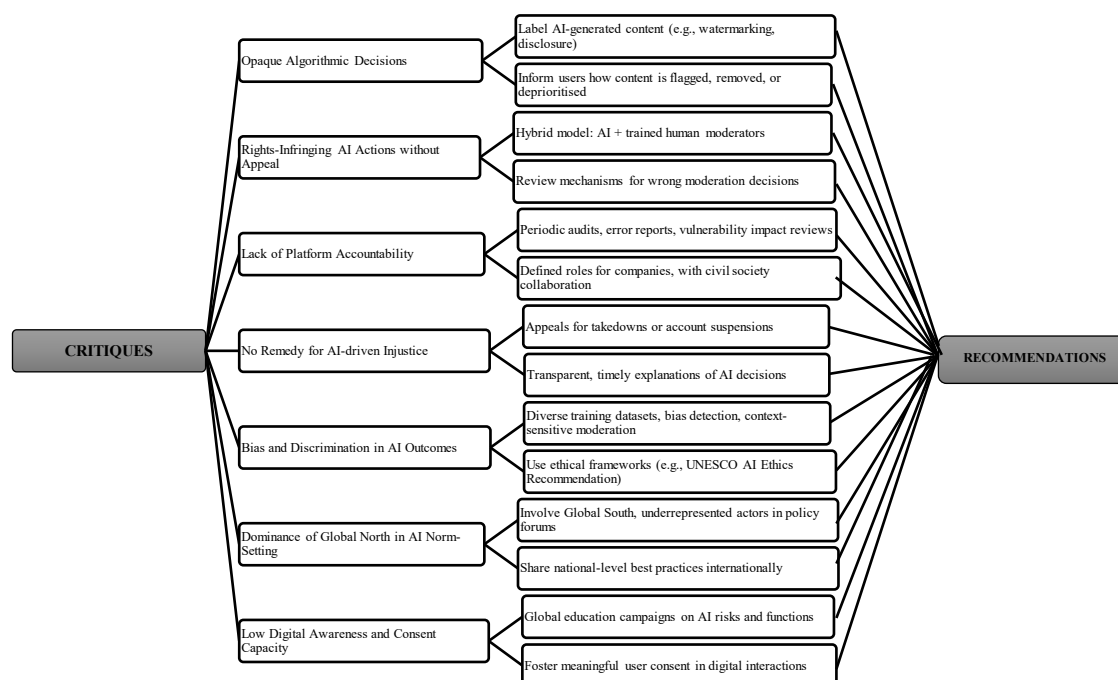 CRITIQUES
Opaque Algorithmic Decisions
Label AI-generated content (e.g., watermarking,
disclosure)
Inform users how content is flagged, removed, or
deprioritised
Rights-Infringing AI Actions without
Appeal
Hybrid model: AI + trained human moderators
Review mechanisms for wrong moderation decisions
Lack of Platform Accountability
Periodic audits, error reports, vulnerability impact reviews
Defined roles for companies, with civil society
collaboration
No Remedy for AI-driven Injustice
Appeals for takedowns or account suspensions
Transparent, timely explanations of AI decisions
Bias and Discrimination in AI Outcomes
Diverse training datasets, bias detection, context-
sensitive moderation
Use ethical frameworks (e.g., UNESCO AI Ethics
Recommendation)
Dominance of Global North in AI Norm-
Setting
Involve Global South, underrepresented actors in policy
forums
Share national-level best practices internationally
Low Digital Awareness and Consent
Capacity
Global education campaigns on AI risks and functions
Foster meaningful user consent in digital interactions
RECOMMENDATIONS